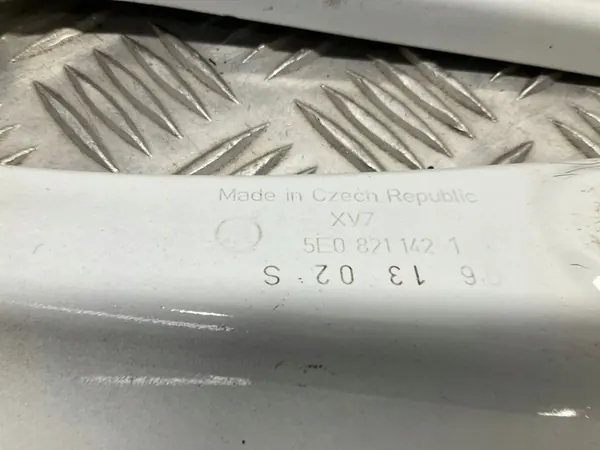 Made in Czech Republic
XV7
5E0 821 142 1
6 13 02 S